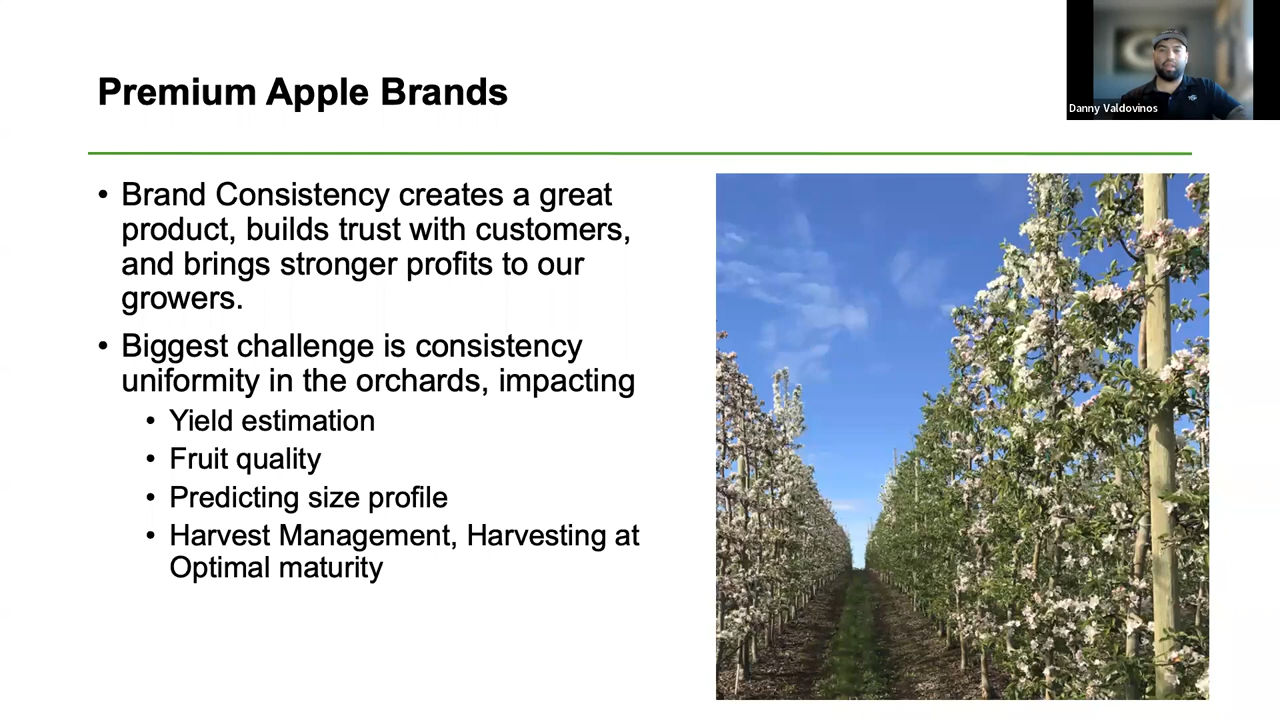 Premium Apple Brands
Danny Valdovinos
• Brand Consistency creates a great
product, builds trust with customers,
and brings stronger profits to our
growers.
• Biggest challenge is consistency
uniformity in the orchards, impacting
• Yield estimation
• Fruit quality
• Predicting size profile
• Harvest Management, Harvesting at
Optimal maturity